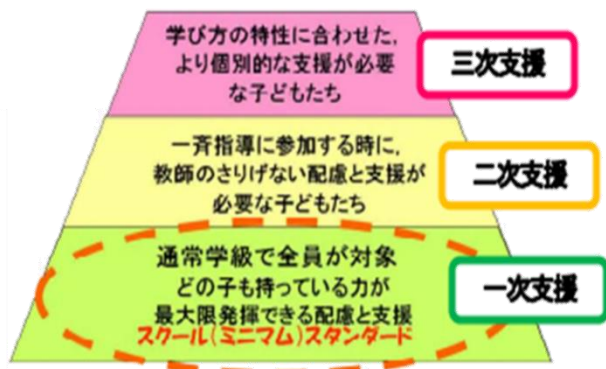 学び方の特性に合わせた，
より個別的な支援が必要
な子どもたち
三次支援
一斉指導に参加する時に，
教師のさりげない配慮と支援が
必要な子どもたち
二次支援
通常学級で全員が対象
どの子も持っている力が
最大限発揮できる配慮と支援
スクール（ミニマム）スタンダード
一次支援